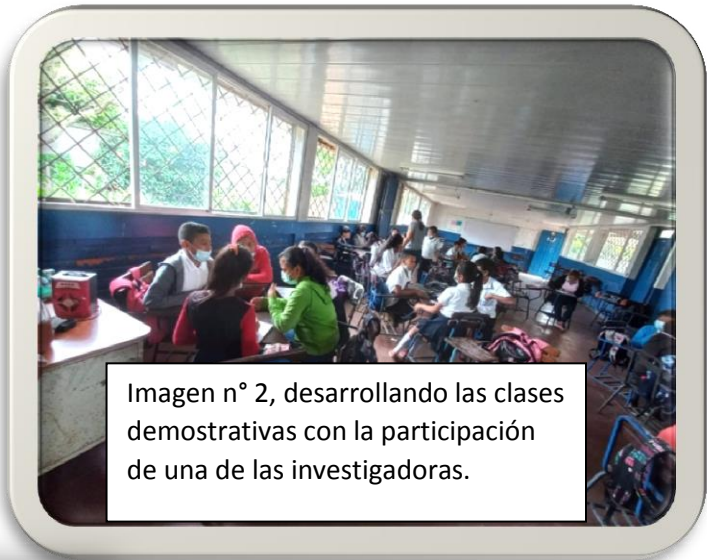 Imagen n° 2, desarrollando las clases
demostrativas con la participación
de una de las investigadoras.